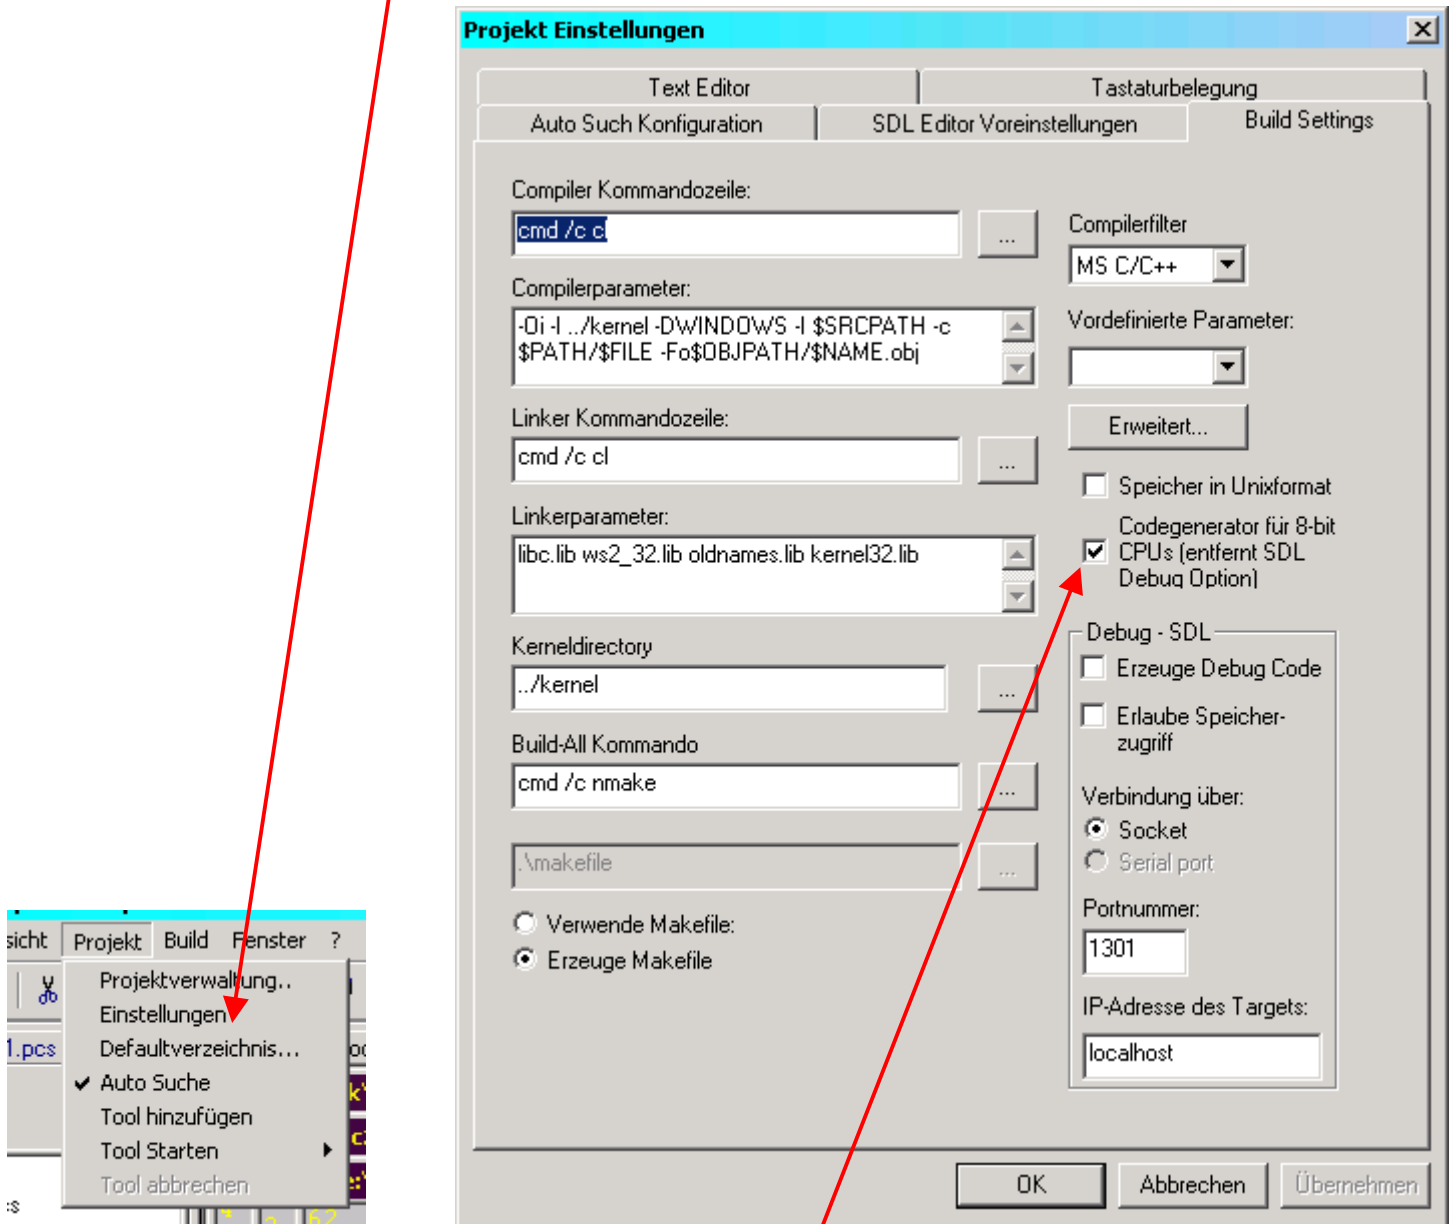 Projekt Einstellungen
Text Editor
Tastaturbelegung
Auto Such Konfiguration
SDL Editor Voreinstellungen
Build Settings
Compiler Kommandozeile:
cmd /c cl
...
Compilerparameter:
-Oi -I ../kernel -DWINDOWS -I $SRCPATH -c
$PATH/$FILE -Fo$OBJPATH/$NAME.obj
Linker Kommandozeile:
cmd /c cl
...
Linkerparameter:
libc.lib ws2_32.lib oldnames.lib kernel32.lib
Kerneldirectory
../kernel
...
Build-All Kommando
cmd /c nmake
...
.\makefile
...
Verwende Makefile:
Erzeuge Makefile
Compilerfilter
MS C/C++
Vordefinierte Parameter:
Erweitert...
Speicher in Unixformat
Codegenerator für 8-bit
CPUs (entfernt SDL
Debug Option)
Debug - SDL
Erzeuge Debug Code
Erlaube Speicher-
zugriff
Verbindung über:
Socket
Serial port
Portnummer:
1301
IP-Adresse des Targets:
localhost
OK
Abbrechen
Übernehmen
sicht Projekt Build Fenster ?
Projektverwaltung..
Einstellungen
1.pcs
Defaultverzeichnis...
Auto Suche
Tool hinzufügen
Tool Starten
Tool abbrechen